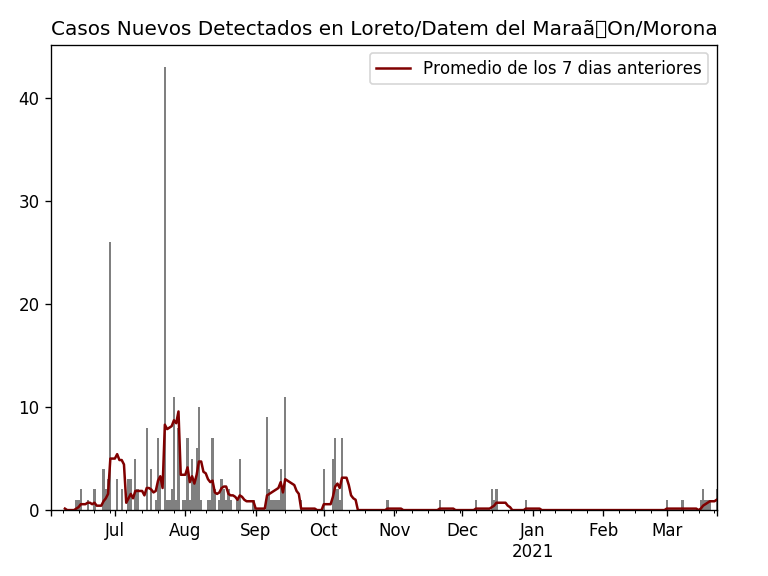 Casos Nuevos Detectados en Loreto/Datem del Maraã▯On/Morona
Promedio de los 7 dias anteriores
40
30
20
10
0
Jul Aug Sep Oct Nov Dec Jan Feb Mar
2021